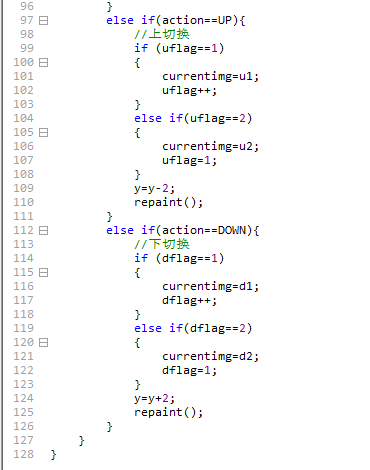 96 }
97 else if(action==UP){
98 //上切换
99 if (uflag==1)
100 {
101 currentimg=u1;
102 uflag++;
103 }
104 else if(uflag==2)
105 {
106 currentimg=u2;
107 uflag=1;
108 }
109 y=y-2;
110 repaint();
111 }
112 else if(action==DOWN){
113 //下切换
114 if (dflag==1)
115 {
116 currentimg=d1;
117 dflag++;
118 }
119 else if(dflag==2)
120 {
121 currentimg=d2;
122 dflag=1;
123 }
124 y=y+2;
125 repaint();
126 }
127 }
128 }